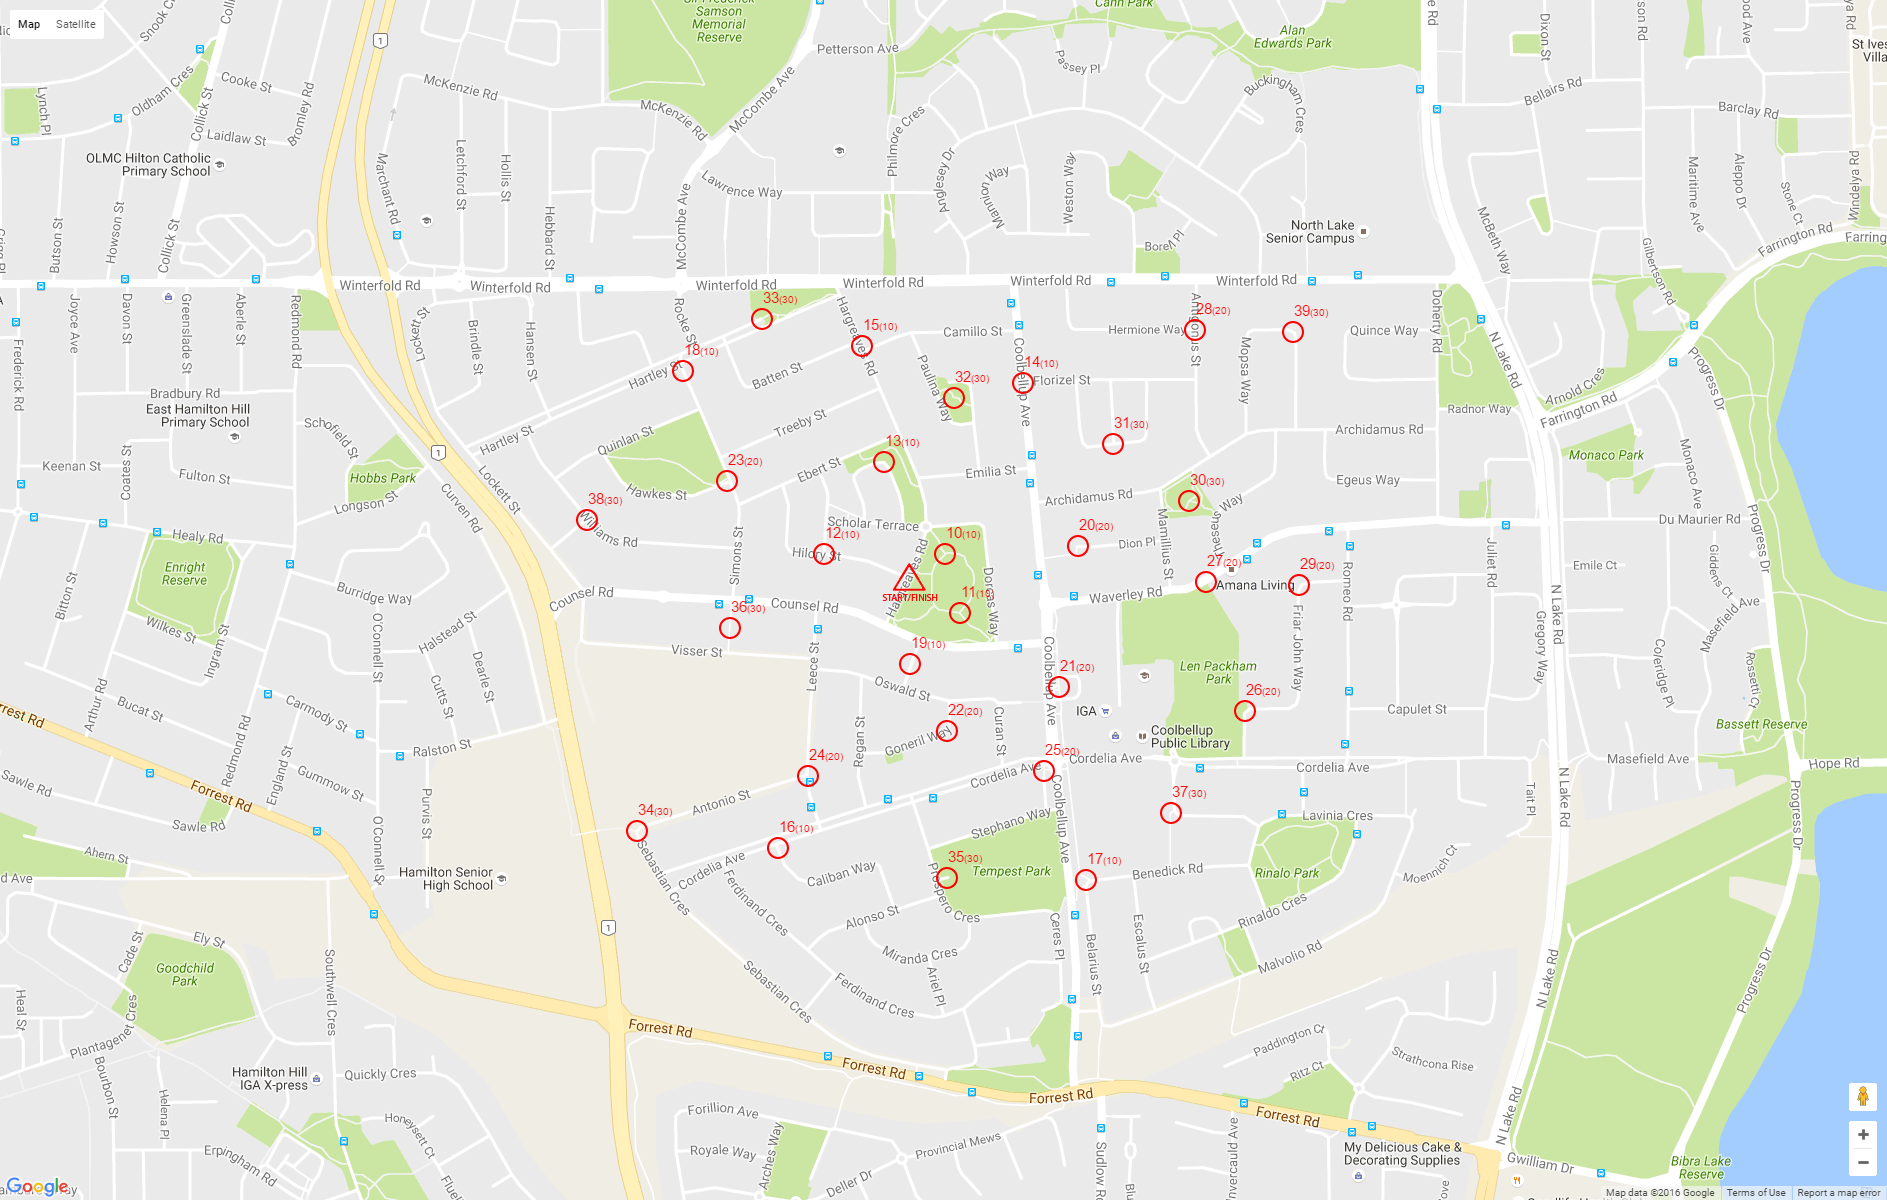 Map Satellite
Sir Frederick
Samson
Memorial
Reserve
Cann Park
Alan
Edwards Park
Snook Cres
Petterson Ave
Passey Pl
Buckingham Cres
Dixon St
St Ives
Oldham Cres
Cooke St
McKenzie Rd
McCombe Ave
Bellairs Rd
Barclay Rd
Lynch Pl
Collick St
Bromley Rd
Laidlaw St
McKenzie Rd
Philmore Cres
OLMC Hilton Catholic
Primary School
Marchant Rd
Letchford St
Hollis St
Lawrence Way
Anglesey Dr
Mannion Way
Weston Way
Maritime Ave
Aleppo Dr
Stone Ct
Windelya Rd
Butson St
Howson St
Collick St
Hebbard St
McCombe Ave
Borell Pl
North Lake
Senior Campus
McBeth Way
Gilbertson Rd
Farrington Rd
Winterfold Rd
Winterfold Rd
Winterfold Rd
Winterfold Rd
Winterfold Rd
Winterfold Rd
Joyce Ave
Davon St
Greenslade St
Aberle St
Redmond Rd
Frederick Rd
Lockett St
Brindle St
Hansen St
Rocke St
33(30)
Hargreaves Rd
15(10)
Camillo St
Hermione Way
28(20)
Antigonus St
39(30)
Quince Way
Doherty Rd
N Lake Rd
Progress Dr
18(10)
Hartley St
Batten St
Paulina Way
32(30)
Coolbellup Ave
14(10)
Florizel St
Mopsa Way
Arnold Cres
Farrington Rd
Radnor Way
Bradbury Rd
East Hamilton Hill
Primary School
Schofield St
Hartley St
Quinlan St
Treeby St
13(10)
31(30)
Archidamus Rd
Monaco Park
Monaco Ave
Keenan St
Coates St
Fulton St
Hobbs Park
Longson St
Curven Rd
Lockett St
Hawkes St
23(20)
Ebert St
Emilia St
Archidamus Rd
30(30)
Egeus Way
38(30)
Williams Rd
Scholar Terrace
12(10)
Hilory St
10(10)
20(20)
Dion Pl
Mamillius St
Du Maurier Rd
Progress Dr
Healy Rd
Enright
Reserve
Bitton St
Simons St
Hargreaves Rd
START/FINISH
11(10)
Dorcas Way
27(20)
Amana Living
29(20)
Romeo Rd
Juliet Rd
Emile Ct
Giddens Ct
Burridge Way
Counsel Rd
36(30)
Counsel Rd
Waverley Rd
N Lake Rd
Masefield Ave
Wilkes St
Ingram St
O'Connell St
Halstead St
Visser St
Leece St
19(10)
Coolbellup Ave
Friar John Way
Gregory Way
Coleridge Pl
Rossetti Ct
Arthur Rd
Dearle St
Cutts St
Oswald St
21(20)
Len Packham
Park
26(20)
Bucat St
Carmody St
Redmond Rd
22(20)
Curan St
IGA
Capulet St
Bassett Reserve
Forrest Rd
Ralston St
Regan St
Goneril Way
Coolbellup
Public Library
England St
24(20)
Cordelia Ave
25(20)
Cordelia Ave
Cordelia Ave
Masefield Ave
Hope Rd
Sawle Rd
Gummow St
Forrest Rd
Purvis St
Antonio St
34(30)
37(30)
Tait Pl
N Lake Rd
Progress Dr
Sawle Rd
O'Connell St
16(10)
Stephano Way
Coolbellup Ave
Lavinia Cres
Ahern St
Hamilton Senior
High School
Sebastian Cres
Cordelia Ave
Caliban Way
35(30)
Tempest Park
17(10)
Benedick Rd
Rinalo Park
Moennich Ct
Ferdinand Cres
Alonso St
Prospero Cres
Rinaldo Cres
Ely St
Cade St
Goodchild
Park
Southwell Cres
Miranda Cres
Ceres Pl
Belarius St
Escalus St
Malvolio Rd
Sebastian Cres
Ferdinand Cres
Ariel Pl
N Lake Rd
Progress Dr
Heal St
Plantagenet Cres
Forrest Rd
Paddington Ct
Strathcona Rise
Hamilton Hill
IGA X-press
Quickly Cres
Forrest Rd
Ritz Ct
Bourbon St
Helena Pl
Forrest Rd
Forrest Rd
N Lake Rd
Honeysett Ct
Forillion Ave
Royale Way
Arches Way
Provincial Mews
Sudlow Rd
Inveraculd Ave
My Delicious Cake &
Decorating Supplies
Gwilliam Dr
Bibra Lake
Reserve
Erpingham Rd
Deller Dr
Google
Map data ©2016 Google Terms of Use Report a map error